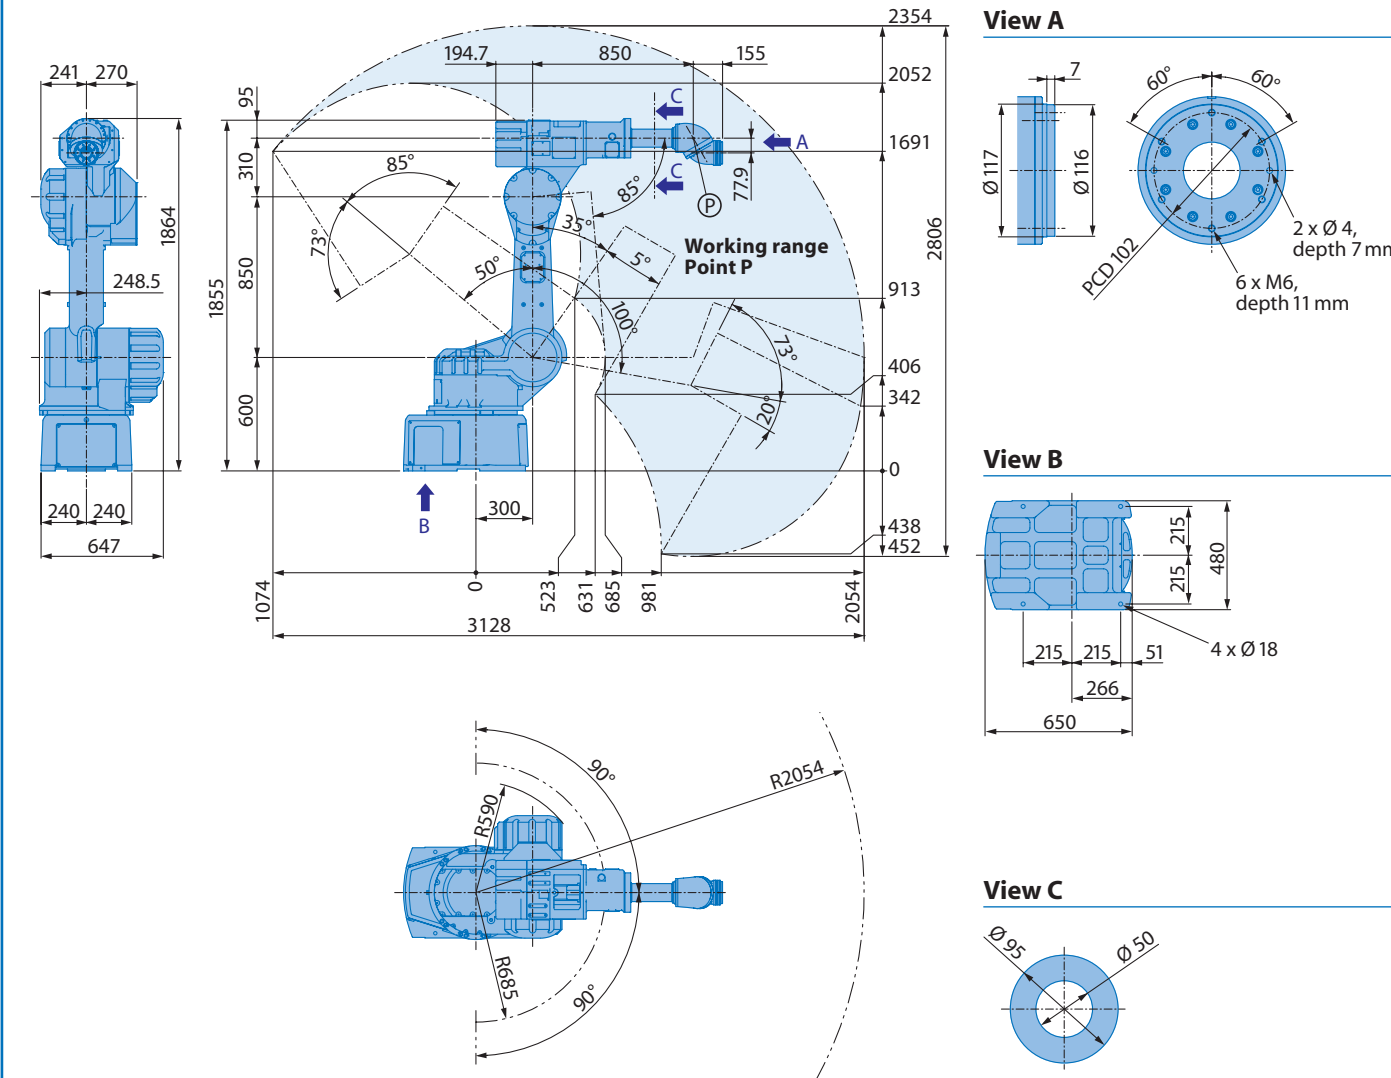 241
270
1864
248.5
240
240
647
194.7
850
155
95
310
850
600
1855
85°
73°
50°
35°
5°
100°
85°
73°
20°
C
C
A
P
77.9
Working range
Point P
B
300
2354
2052
1691
2806
913
406
342
0
438
452
1074
0
523
631
685
981
2054
3128
90°
90°
R590
R685
R2054
View A
7
Ø 117
Ø 116
60°
60°
PCD 102
2 x Ø 4,
depth 7 mm
6 x M6,
depth 11 mm
View B
215
215
480
215
215
51
266
650
4 x Ø 18
View C
Ø 95
Ø 50